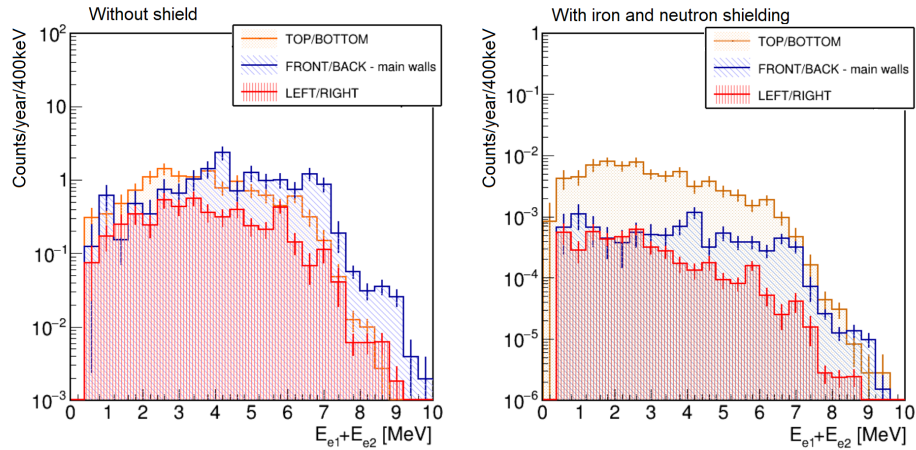 Without shield
Counts/year/400keV
10²
10
1
10⁻¹
10⁻²
10⁻³
TOP/BOTTOM
FRONT/BACK - main walls
LEFT/RIGHT
0 1 2 3 4 5 6 7 8 9 10
E_e1+E_e2 [MeV]
With iron and neutron shielding
Counts/year/400keV
1
10⁻¹
10⁻²
10⁻³
10⁻⁴
10⁻⁵
10⁻⁶
TOP/BOTTOM
FRONT/BACK - main walls
LEFT/RIGHT
0 1 2 3 4 5 6 7 8 9 10
E_e1+E_e2 [MeV]